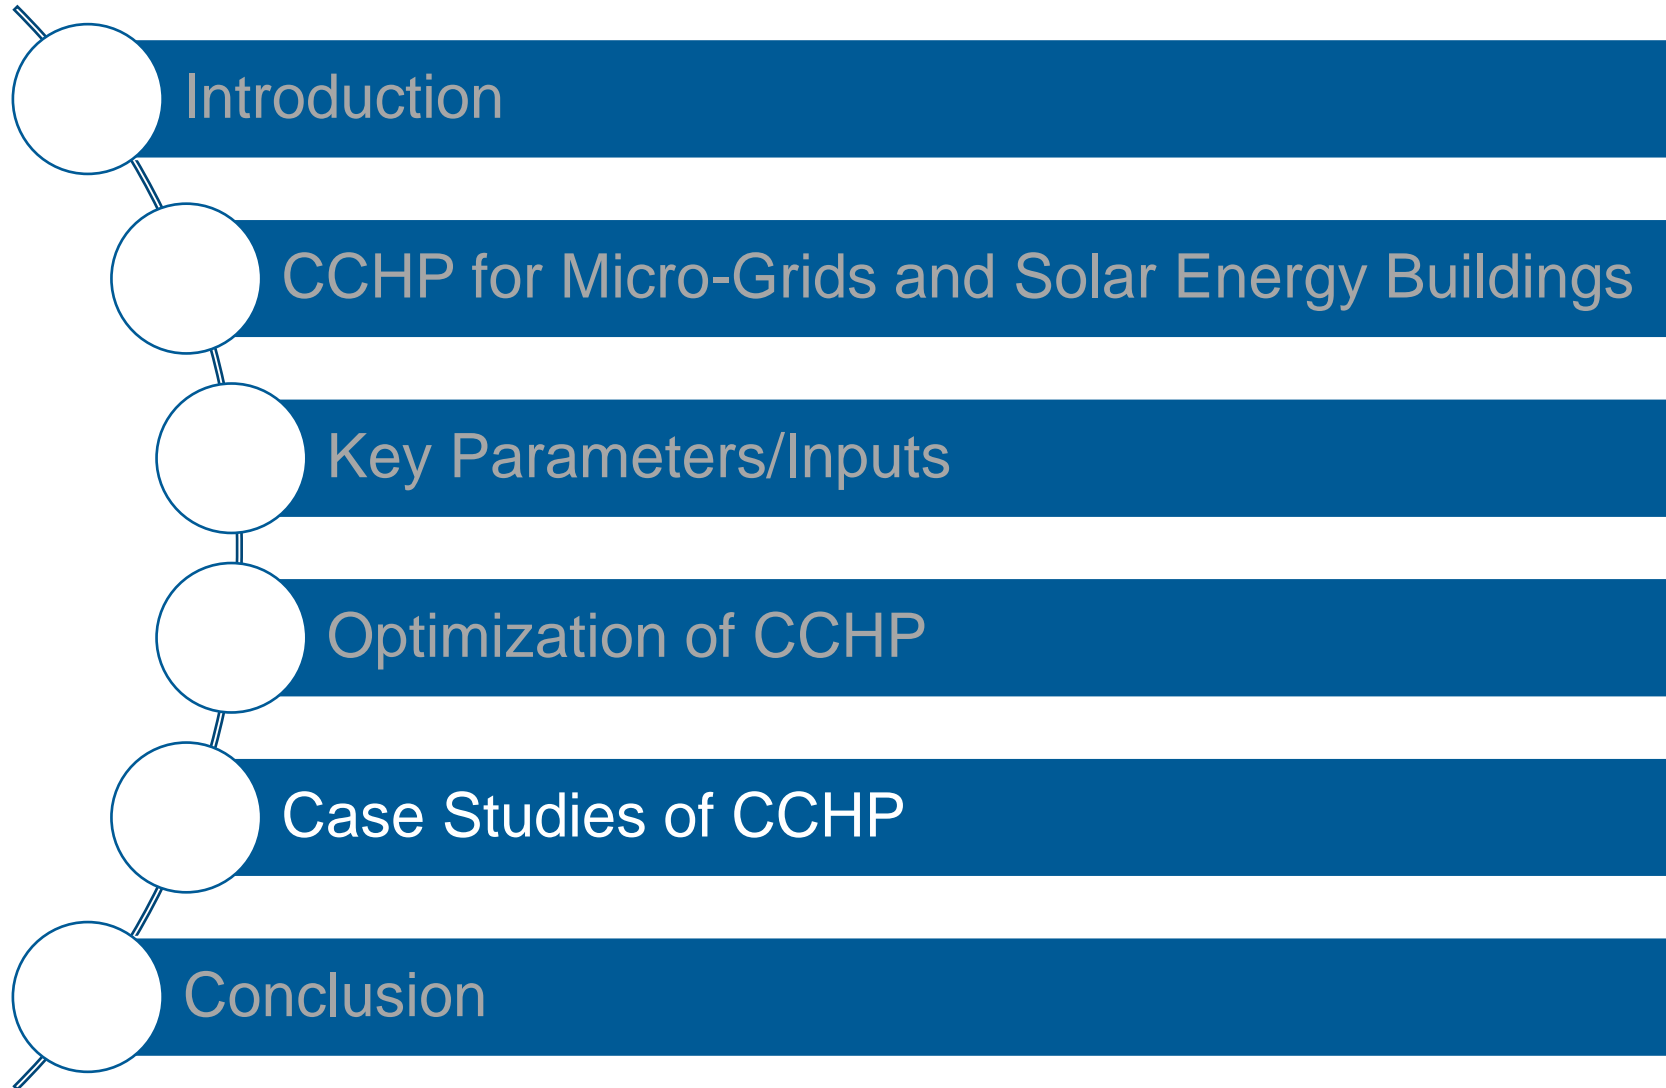 Introduction
CCHP for Micro-Grids and Solar Energy Buildings
Key Parameters/Inputs
Optimization of CCHP
Case Studies of CCHP
Conclusion